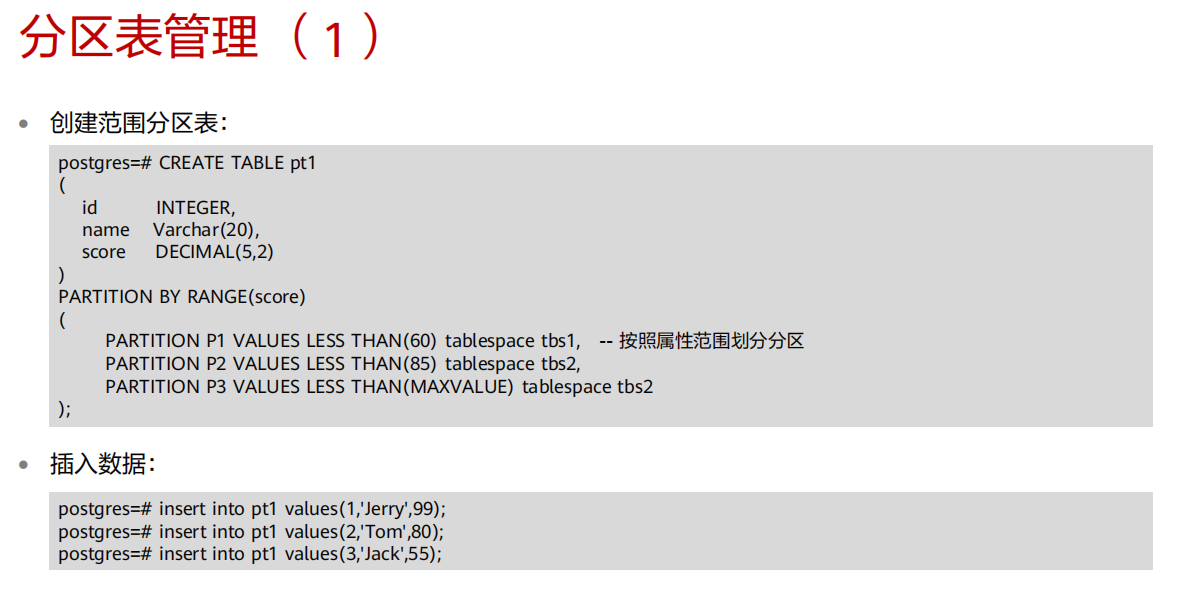 分区表管理（1）
• 创建范围分区表：
postgres=# CREATE TABLE pt1
(
id INTEGER,
name Varchar(20),
score DECIMAL(5,2)
)
PARTITION BY RANGE(score)
(
PARTITION P1 VALUES LESS THAN(60) tablespace tbs1, -- 按照属性范围划分分区
PARTITION P2 VALUES LESS THAN(85) tablespace tbs2,
PARTITION P3 VALUES LESS THAN(MAXVALUE) tablespace tbs2
);
• 插入数据：
postgres=# insert into pt1 values(1,'Jerry',99);
postgres=# insert into pt1 values(2,'Tom',80);
postgres=# insert into pt1 values(3,'Jack',55);